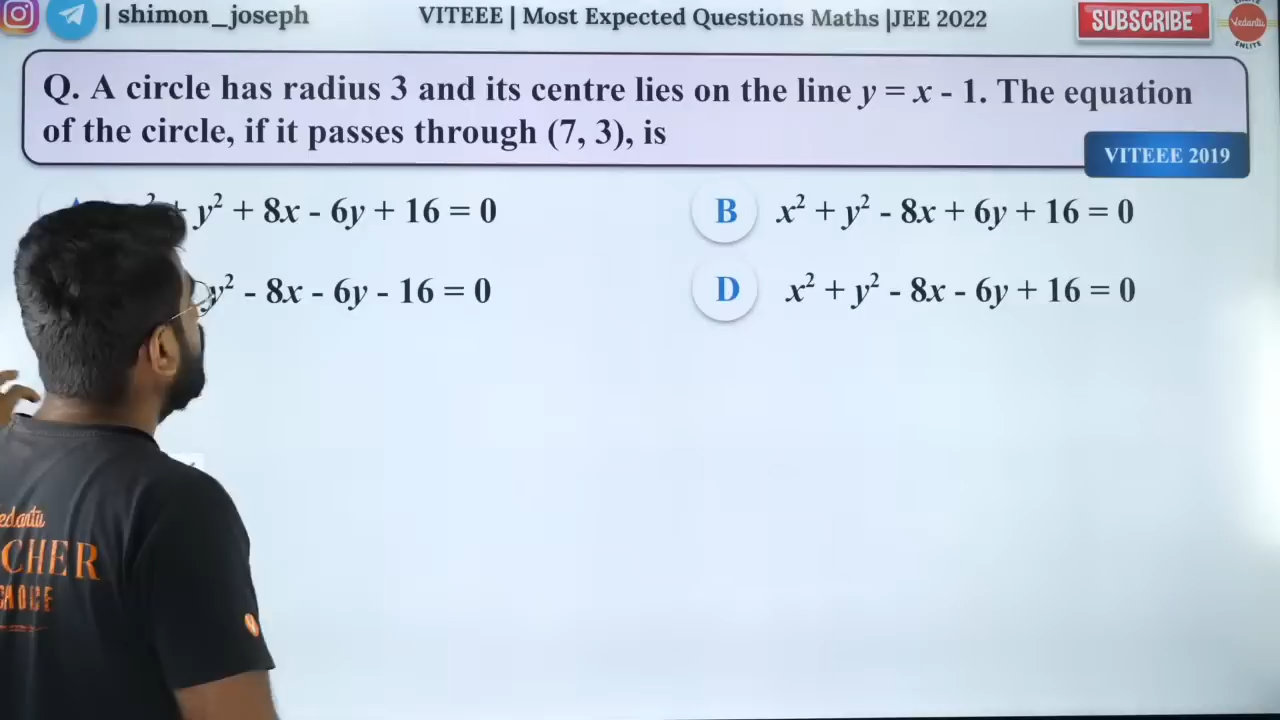 | shimon_joseph
VITEEE | Most Expected Questions Maths |JEE 2022
SUBSCRIBE
Vedantu
ENLITE
Q. A circle has radius 3 and its centre lies on the line y = x - 1. The equation
of the circle, if it passes through (7, 3), is
VITEEE 2019
y² + 8x - 6y + 16 = 0
B x² + y² - 8x + 6y + 16 = 0
y² - 8x - 6y - 16 = 0
D x² + y² - 8x - 6y + 16 = 0